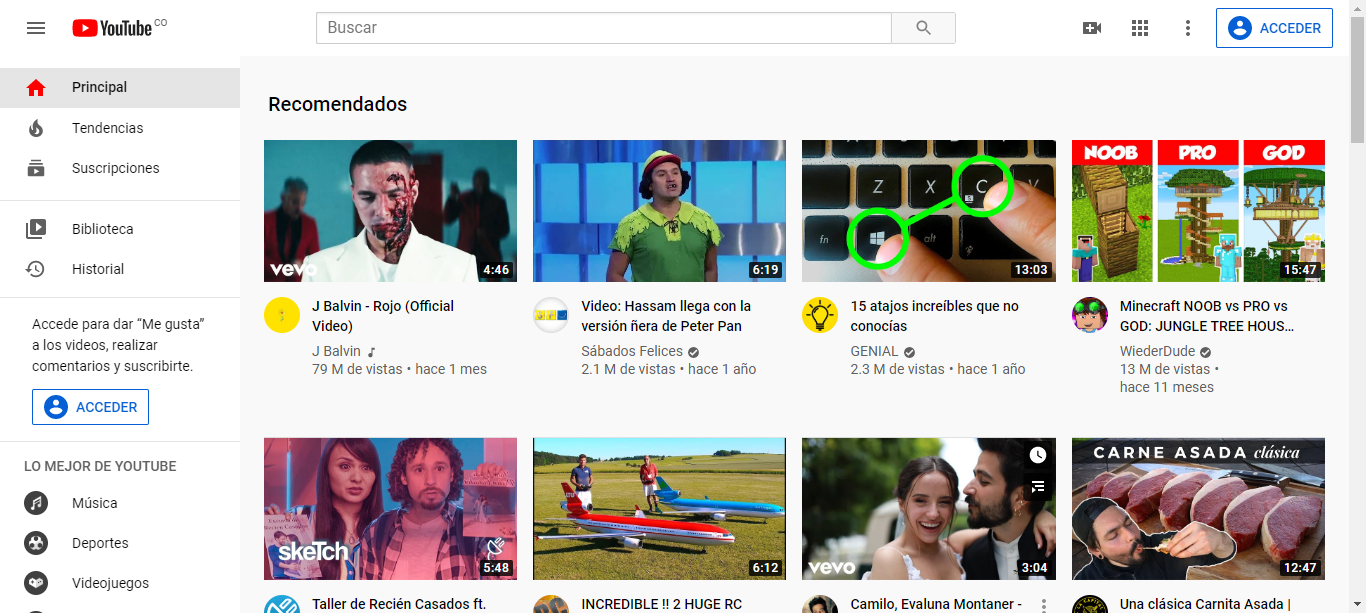 YouTube CO
Buscar
ACCEDER
Principal
Tendencias
Suscripciones
Biblioteca
Historial
Accede para dar “Me gusta”
a los videos, realizar
comentarios y suscribirte.
ACCEDER
LO MEJOR DE YOUTUBE
Música
Deportes
Videojuegos
Recomendados
vevo
4:46
J Balvin - Rojo (Official
Video)
J Balvin
79 M de vistas • hace 1 mes
6:19
Video: Hassam llega con la
versión ñera de Peter Pan
Sábados Felices
2.1 M de vistas • hace 1 año
Z X C V
fn alt
13:03
15 atajos increíbles que no
conocías
GENIAL
2.3 M de vistas • hace 1 año
NOOB PRO GOD
15:47
Minecraft NOOB vs PRO vs
GOD: JUNGLE TREE HOUS...
WiederDude
13 M de vistas •
hace 11 meses
skeTch
5:48
Taller de Recién Casados ft.
6:12
INCREDIBLE !! 2 HUGE RC
vevo
3:04
Camilo, Evaluna Montaner -
CARNE ASADA clásica
12:47
Una clásica Carnita Asada |